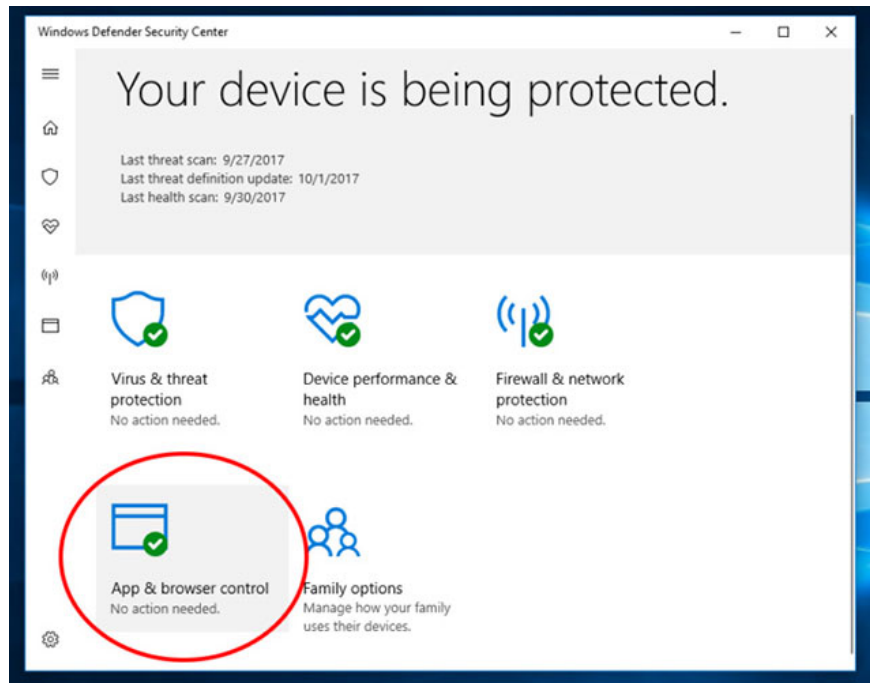 Windows Defender Security Center
Your device is being protected.
Last threat scan: 9/27/2017
Last threat definition update: 10/1/2017
Last health scan: 9/30/2017
Virus & threat
protection
No action needed.
Device performance &
health
No action needed.
Firewall & network
protection
No action needed.
App & browser control
No action needed.
Family options
Manage how your family
uses their devices.